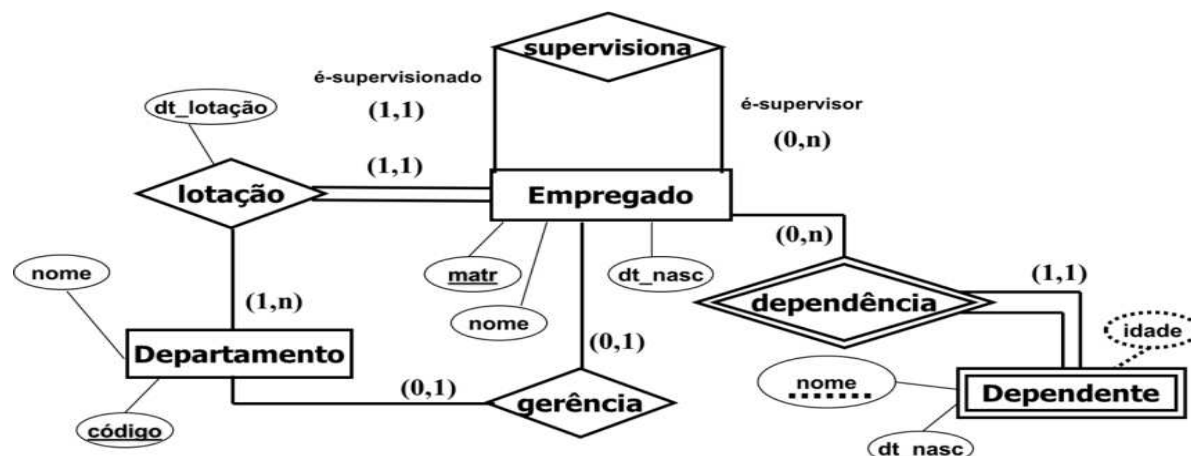 supervisiona
é-supervisionado
(1,1)
é-supervisor
(0,n)
dt_lotação
(1,1)
lotação
Empregado
(0,n)
matr
dt_nasc
nome
nome
(1,n)
dependência
(1,1)
idade
Departamento
(0,1)
(0,1)
gerência
nome
Dependente
código
dt_nasc